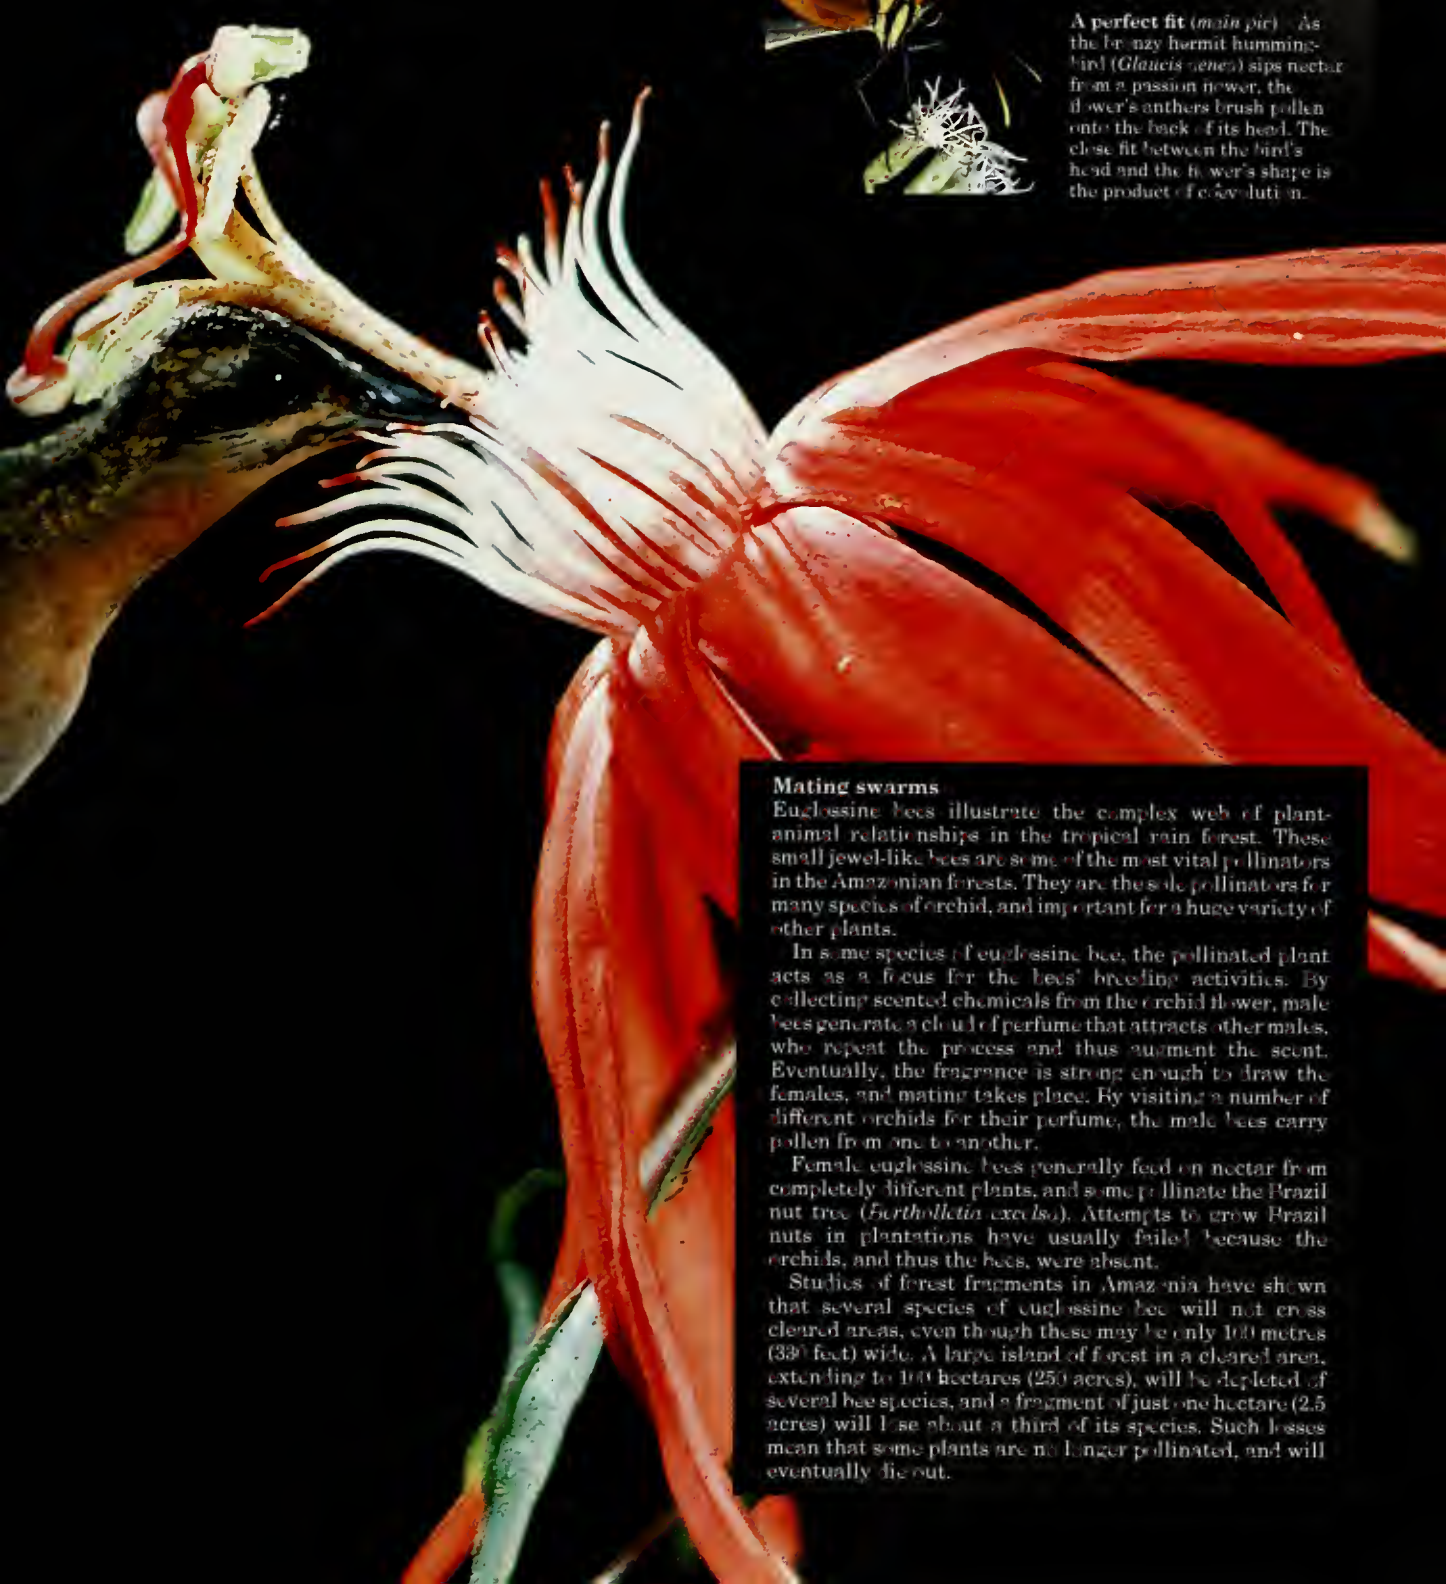 A perfect fit (main pic) As
the bronzy hermit humming-
bird (Glaucis aenea) sips nectar
from a passion flower, the
flower's anthers brush pollen
onto the back of its head. The
close fit between the bird's
head and the flower's shape is
the product of coevolution.
Mating swarms
Euglossine bees illustrate the complex web of plant-
animal relationships in the tropical rain forest. These
small jewel-like bees are some of the most vital pollinators
in the Amazonian forests. They are the sole pollinators for
many species of orchid, and important for a huge variety of
other plants.
In some species of euglossine bee, the pollinated plant
acts as a focus for the bees' breeding activities. By
collecting scented chemicals from the orchid flower, male
bees generate a cloud of perfume that attracts other males,
who repeat the process and thus augment the scent.
Eventually, the fragrance is strong enough to draw the
females, and mating takes place. By visiting a number of
different orchids for their perfume, the male bees carry
pollen from one to another.
Female euglossine bees generally feed on nectar from
completely different plants, and some pollinate the Brazil
nut tree (Bertholletia excelsa). Attempts to grow Brazil
nuts in plantations have usually failed because the
orchids, and thus the bees, were absent.
Studies of forest fragments in Amazonia have shown
that several species of euglossine bee will not cross
cleared areas, even though these may be only 100 metres
(330 feet) wide. A large island of forest in a cleared area,
extending to 100 hectares (250 acres), will be depleted of
several bee species, and a fragment of just one hectare (2.5
acres) will lose about a third of its species. Such losses
mean that some plants are no longer pollinated, and will
eventually die out.